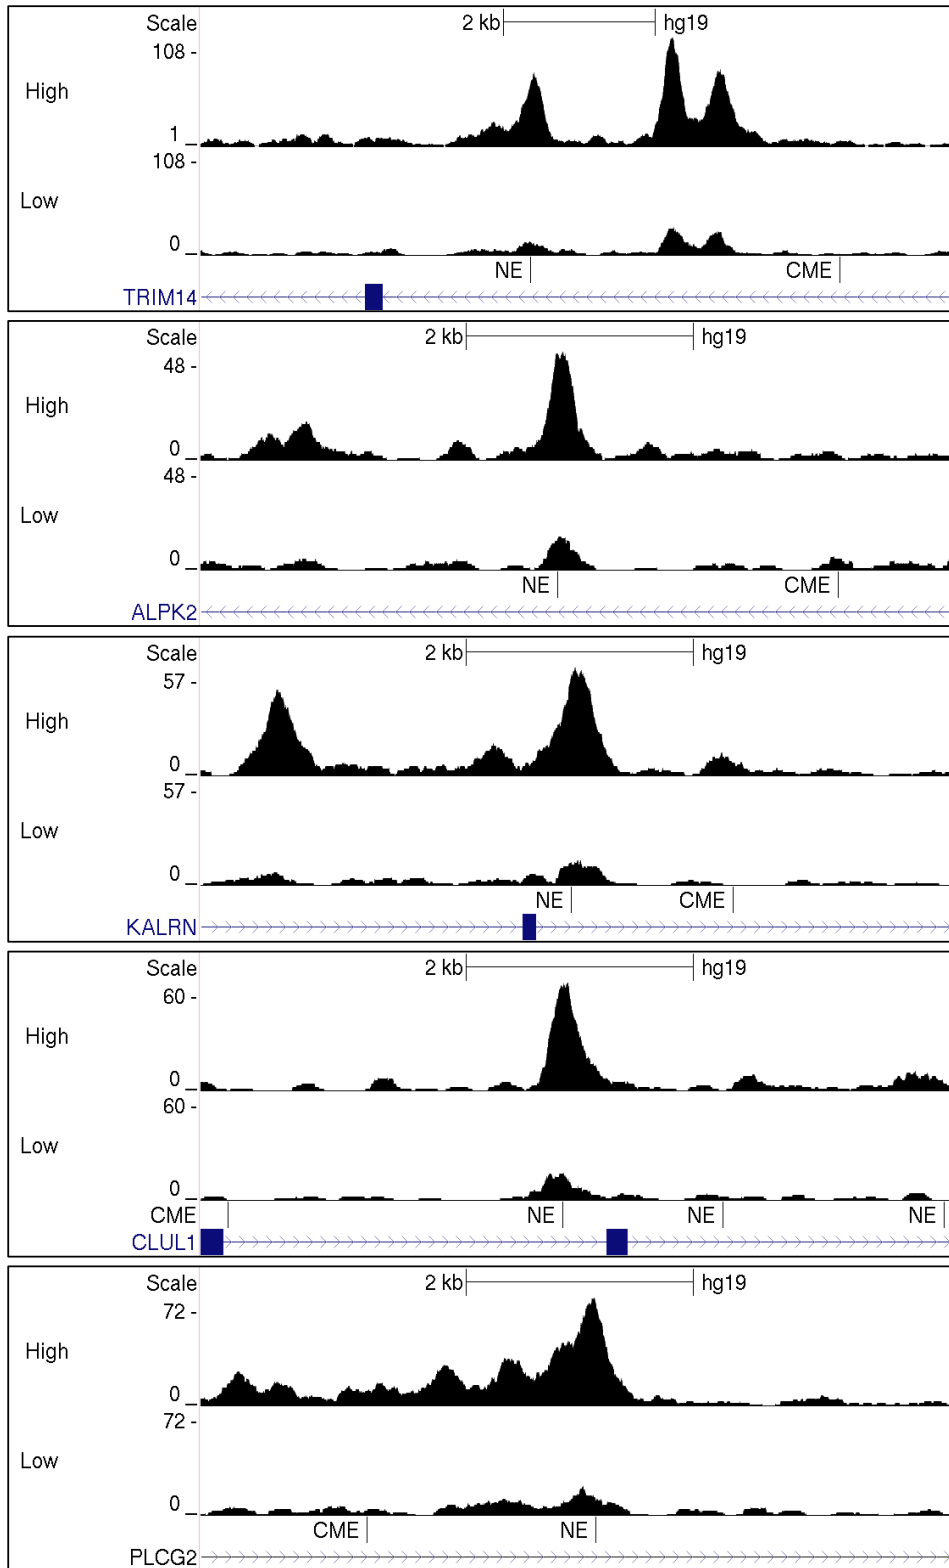 Scale 2 kb hg19
108 -
High
1 _
108 -
Low
0 _
NE CME
TRIM14
Scale 2 kb hg19
48 -
High
0 _
48 -
Low
0 _
NE CME
ALPK2
Scale 2 kb hg19
57 -
High
0 _
57 -
Low
0 _
NE CME
KALRN
Scale 2 kb hg19
60 -
High
0 _
60 -
Low
0 _
CME NE NE NE
CLUL1
Scale 2 kb hg19
72 -
High
0 _
72 -
Low
0 _
CME NE
PLCG2